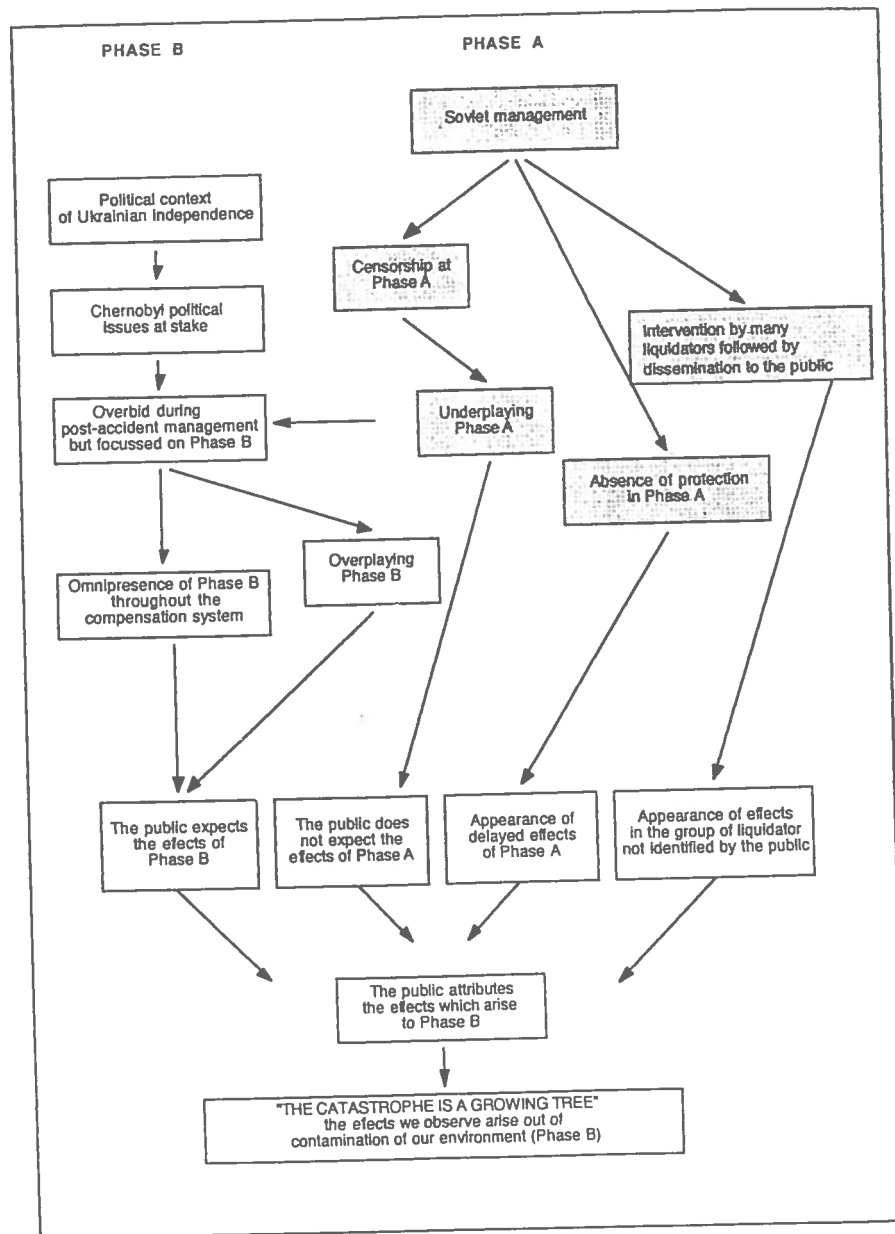 PHASE B
PHASE A
Soviet management
Political context
of Ukrainian Independence
Censorship at
Phase A
Chernobyl political
issues at stake
Intervention by many
liquidators followed by
dissemination to the public
Overbid during
post-accident management
but focussed on Phase B
Underplaying
Phase A
Absence of protection
in Phase A
Overplaying
Phase B
Omnipresence of Phase B
throughout the
compensation system
The public expects
the efects of
Phase B
The public does
not expect the
effects of Phase A
Appearance of
delayed effects
of Phase A
Appearance of effects
in the group of liquidator
not identified by the public
The public attributes
the effects which arise
to Phase B
"THE CATASTROPHE IS A GROWING TREE"
the efects we observe arise out of
contamination of our environment (Phase B)